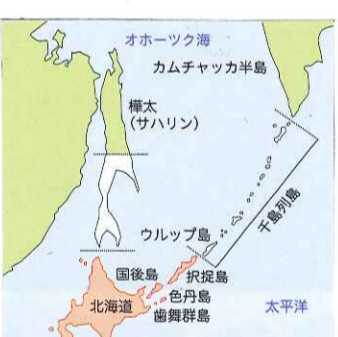 オホーツク海
カムチャッカ半島
樺太
(サハリン)
千島列島
ウルップ島
国後島
択捉島
色丹島
北海道
歯舞群島
太平洋